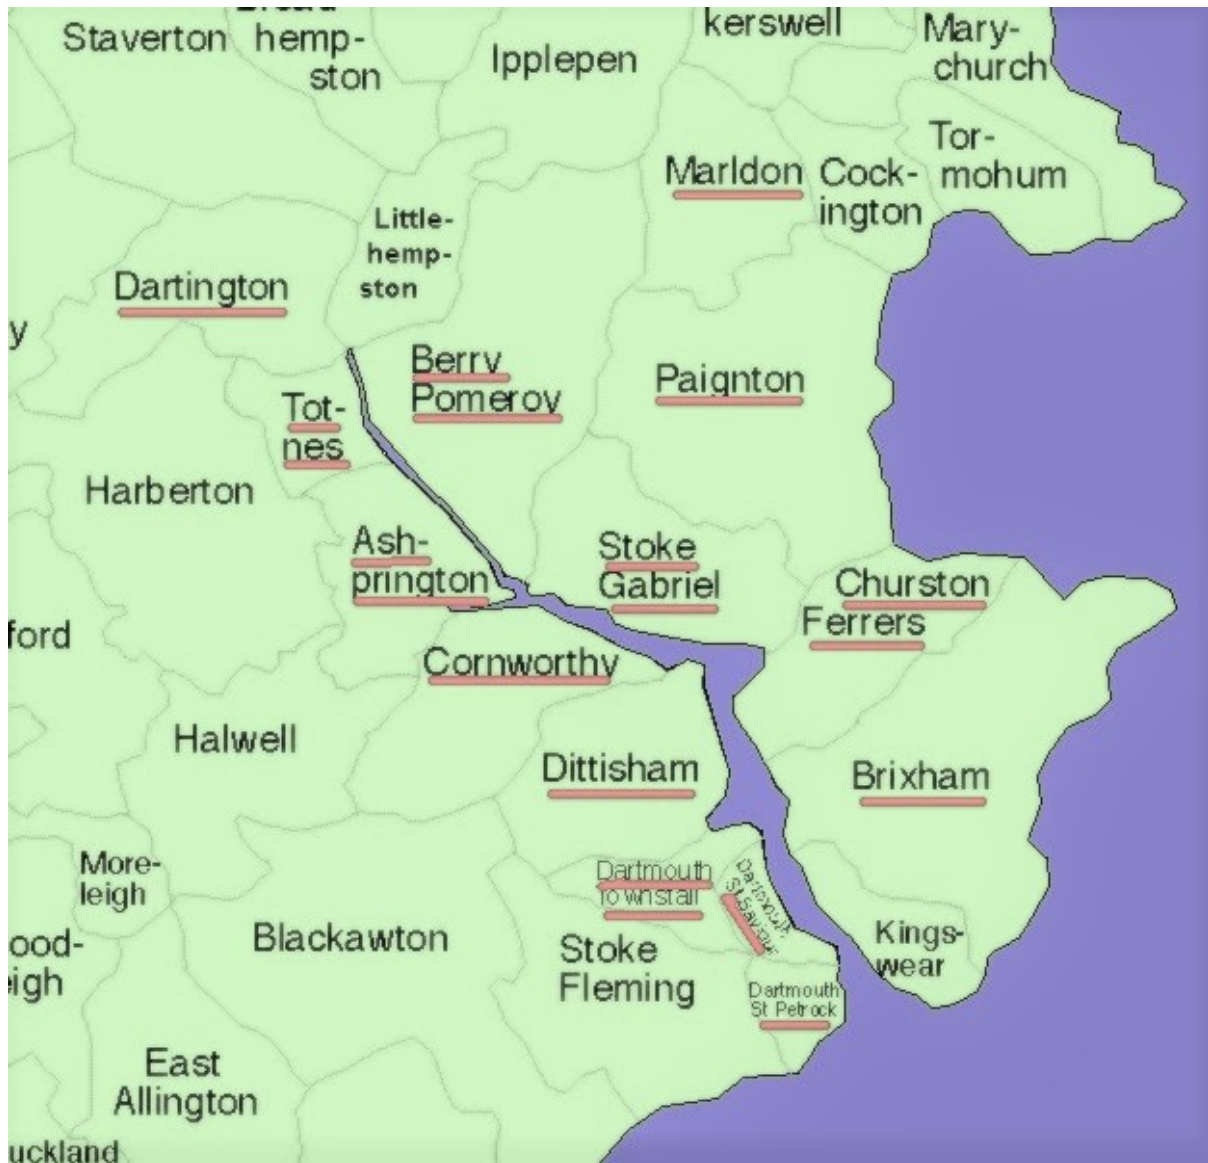 Staverton
hemp-
ston
Ipplepen
kerswell
Mary-
church
Tor-
mohum
Marldon
Cock-
ington
Little-
hemp-
ston
Dartington
y
Berry
Pomeroy
Paignton
Tot-
nes
Harberton
Ash-
prington
Stoke
Gabriel
Churston
Ferrers
ford
Cornworthy
Halwell
Dittisham
Brixham
More-
leigh
Dartmouth
Townstall
Dartmouth
St Saviour
Blackawton
Stoke
Fleming
Kings-
wear
ood-
eigh
Dartmouth
St Petrock
East
Allington
uckland